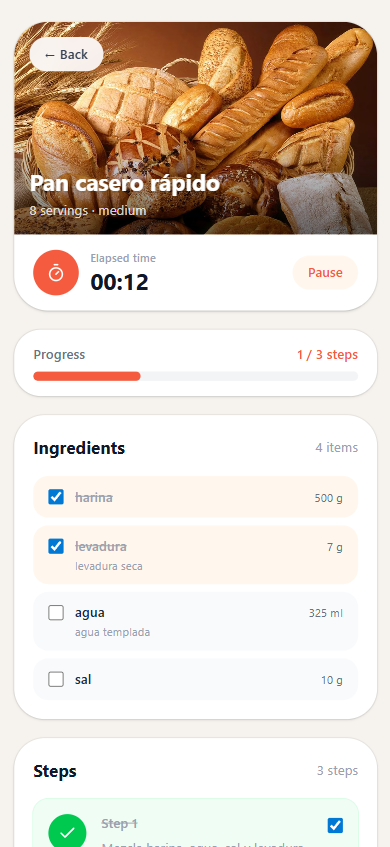 ← Back
Pan casero rápido
8 servings · medium
Elapsed time
00:12
Pause
Progress
1 / 3 steps
Ingredients
4 items
harina
500 g
levadura
7 g
levadura seca
agua
325 ml
agua templada
sal
10 g
Steps
3 steps
Step 1
Mezcla harina, agua, sal y levadura